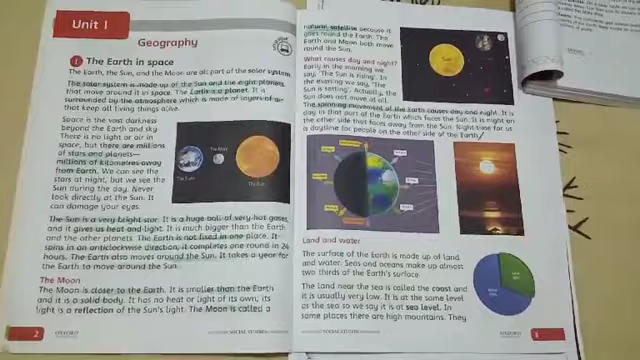 Unit 1
Geography
1 The Earth in space
The Earth, the Sun, and the Moon are all part of the solar system.
The solar system is made up of the Sun and the eight planets
that move around it in space. The Earth is a planet. It is
surrounded by the atmosphere which is made of layers of air
that keep all living things alive.
Space is the vast darkness
beyond the Earth and Sky
There is no light or air in
space, but there are millions
of stars and planets—
millions of kilometres away
from Earth. We can see the
stars at night, but we see the
Sun during the day. Never
look directly at the Sun. It
can damage your eyes.
The Moon
The Earth
The Sun
The Sun is a very bright star. It is a huge ball of very hot gases,
and it gives us heat and light. It is much bigger than the Earth
and the other planets. The Earth is not fixed in one place. It
spins in an anticlockwise direction; it completes one round in 24
hours. The Earth also moves around the Sun. It takes a year for
the Earth to move around the Sun.
The Moon
The Moon is closer to the Earth. It is smaller than the Earth
and it is a solid body. It has no heat or light of its own, its
light is a reflection of the Sun's light. The Moon is called a
2
OXFORD
SOCIAL STUDIES
natural satellite because it
goes round the Earth. The
Earth and Moon both move
round the Sun.
Sun
What causes day and night?
Early in the morning we
say, 'The Sun is rising'. In
the evening we say, 'The
Sun is setting'. Actually, the
Sun does not move at all.
The spinning movement of the Earth causes day and night. It is
day in that part of the Earth which faces the Sun. It is night on
the other side that faces away from the Sun. Night time for us
is daytime for people on the other side of the Earth
Land and water
The surface of the Earth is made up of land
and water. Seas and oceans make up almost
two thirds of the Earth's surface.
The land near the sea is called the coast and
it is usually very low. It is at the same level
as the sea so we say it is at sea level. In
some places there are high mountains. They
SOCIAL STUDIES
OXFORD